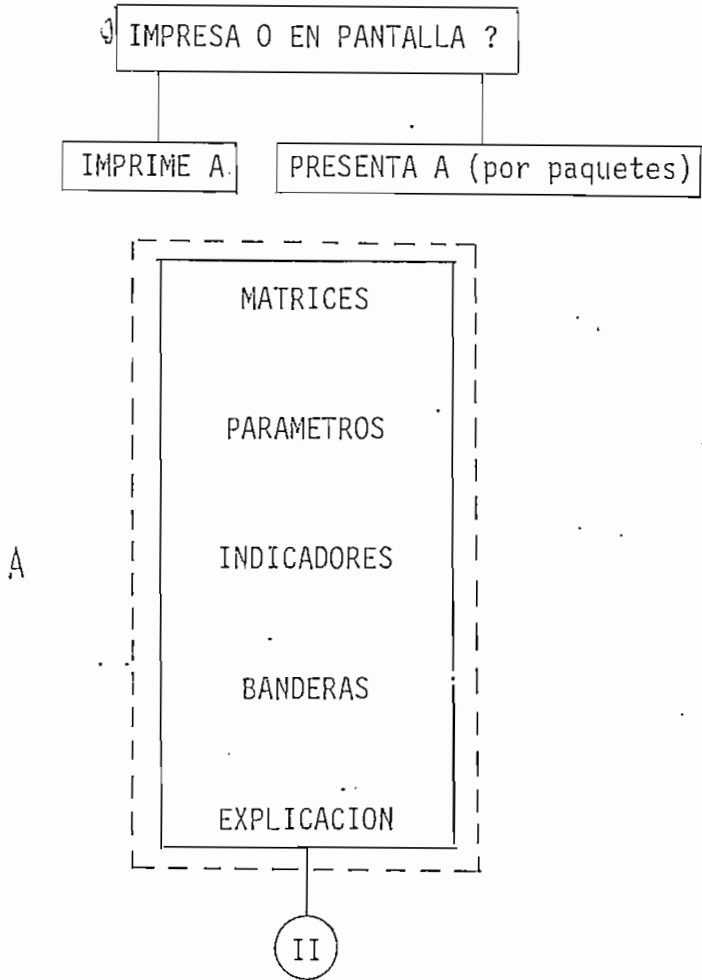 IMPRESA O EN PANTALLA ?
IMPRIME A
PRESENTA A (por paquetes)
MATRICES
PARAMETROS
A
INDICADORES
BANDERAS
EXPLICACION
II